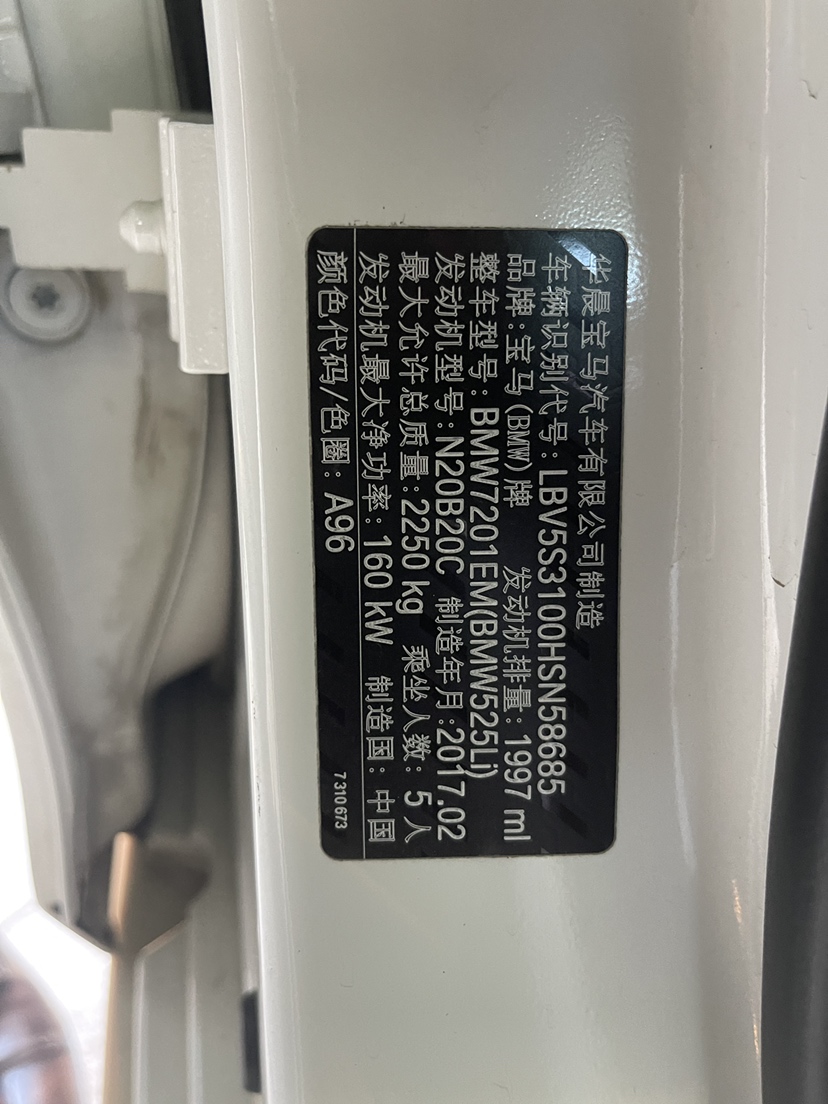 华晨宝马汽车有限公司制造
车辆识别代号:LBV5S3100HSN58685
品牌:宝马(BMW)牌 发动机排量:1997 ml
整车型号:BMW7201EM(BMW525Li)
发动机型号:N20B20C 制造年月:2017.02
最大允许总质量:2250 kg 乘坐人数:5 人
发动机最大净功率:160 kW 制造国:中国
颜色代码/色圈:A96 7310673